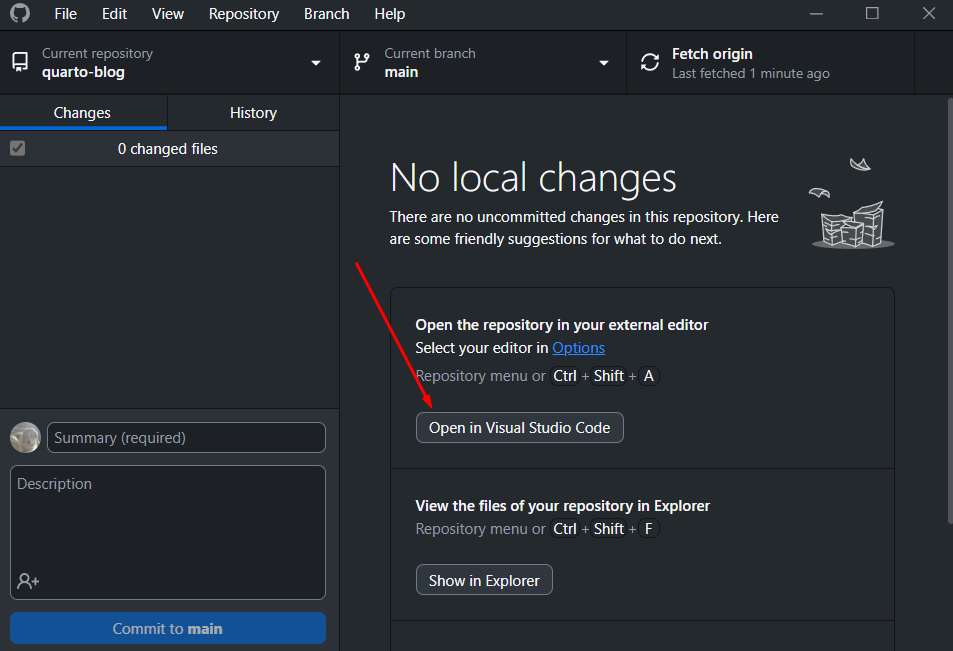 File Edit View Repository Branch Help
Current repository
quarto-blog
Current branch
main
Fetch origin
Last fetched 1 minute ago
Changes
History
0 changed files
No local changes
There are no uncommitted changes in this repository. Here
are some friendly suggestions for what to do next.
Open the repository in your external editor
Select your editor in Options
Repository menu or Ctrl + Shift + A
Open in Visual Studio Code
View the files of your repository in Explorer
Repository menu or Ctrl + Shift + F
Show in Explorer
Summary (required)
Description
Commit to main